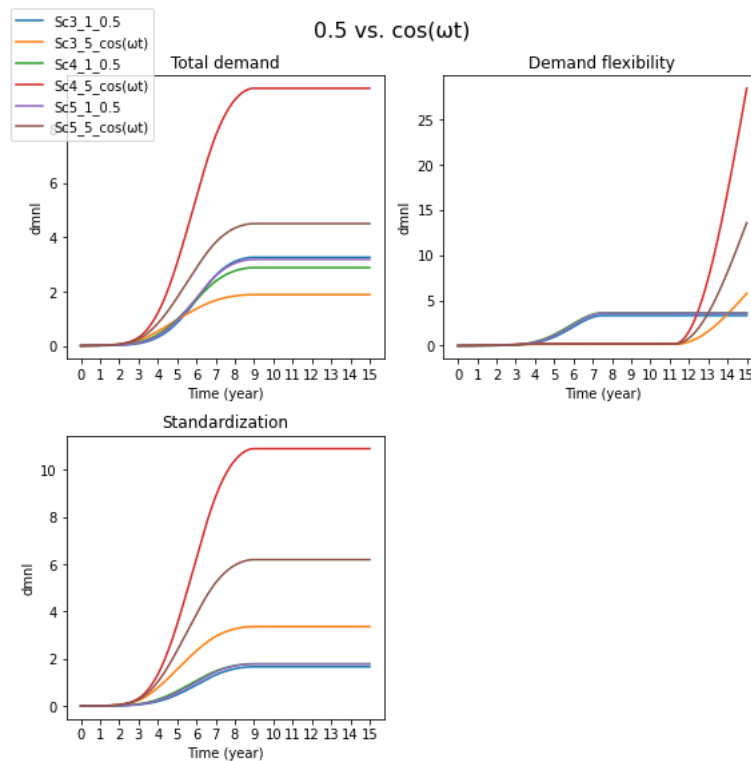 0.5 vs. cos(ωt)
Sc3_1_0.5
Sc3_5_cos(ωt)
Sc4_1_0.5
Sc4_5_cos(ωt)
Sc5_1_0.5
Sc5_5_cos(ωt)
Total demand
8
6
4
2
0
dmnl
0 1 2 3 4 5 6 7 8 9 10 11 12 13 14 15
Time (year)
Demand flexibility
25
20
15
10
5
0
dmnl
0 1 2 3 4 5 6 7 8 9 10 11 12 13 14 15
Time (year)
Standardization
10
8
6
4
2
0
dmnl
0 1 2 3 4 5 6 7 8 9 10 11 12 13 14 15
Time (year)